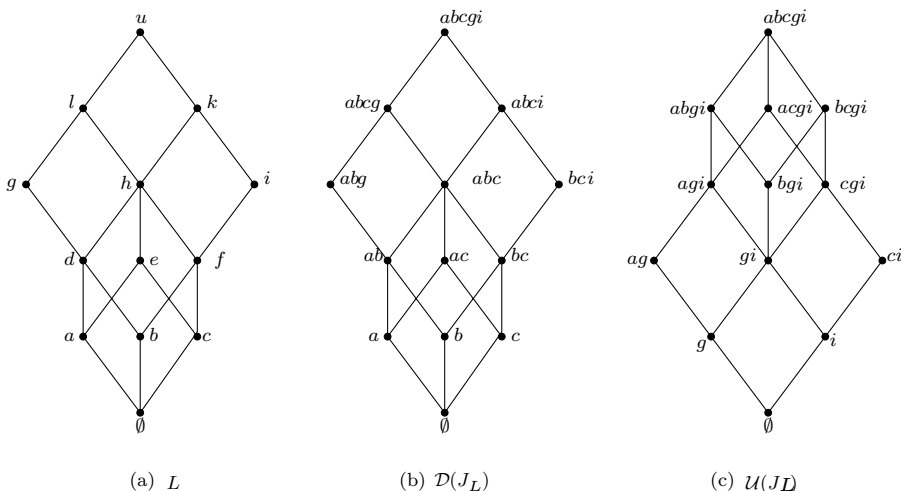 u abcgi abcgi
l k abcg abci abgi acgi bcgi
g h i abg abc bci agi bgi cgi
d e f ab ac bc ag gi ci
a b c a b c g i
∅ ∅ ∅
(a) L (b) 𝒟(J_L) (c) 𝒰(J_L)